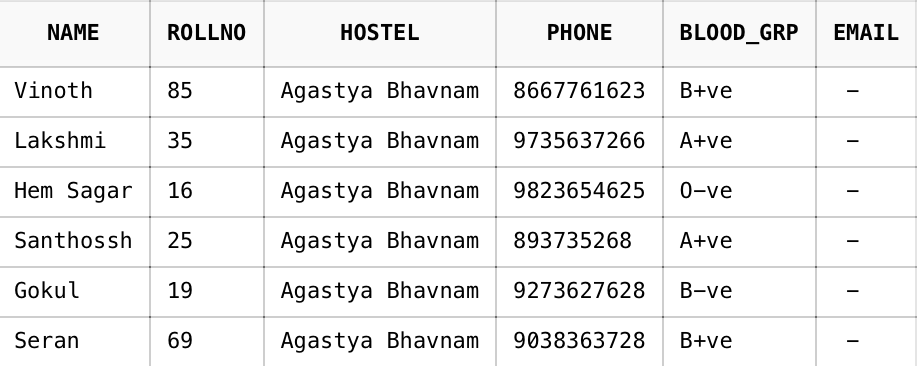 NAME ROLLNO HOSTEL PHONE BLOOD_GRP EMAIL
Vinoth 85 Agastya Bhavnam 8667761623 B+ve –
Lakshmi 35 Agastya Bhavnam 9735637266 A+ve –
Hem Sagar 16 Agastya Bhavnam 9823654625 O–ve –
Santhossh 25 Agastya Bhavnam 893735268 A+ve –
Gokul 19 Agastya Bhavnam 9273627628 B–ve –
Seran 69 Agastya Bhavnam 9038363728 B+ve –